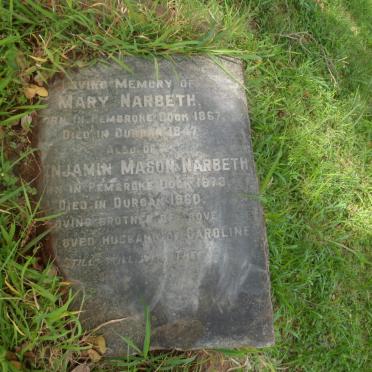 Loving Memory of
Mary Narbeth,
Born in Pembroke Dock 1867.
Died in Durban 1947.
Also of
Benjamin Mason Narbeth
Born in Pembroke Dock 1873.
Died in Durban 1960.
Loving brother of above
Beloved husband of Caroline
"Still